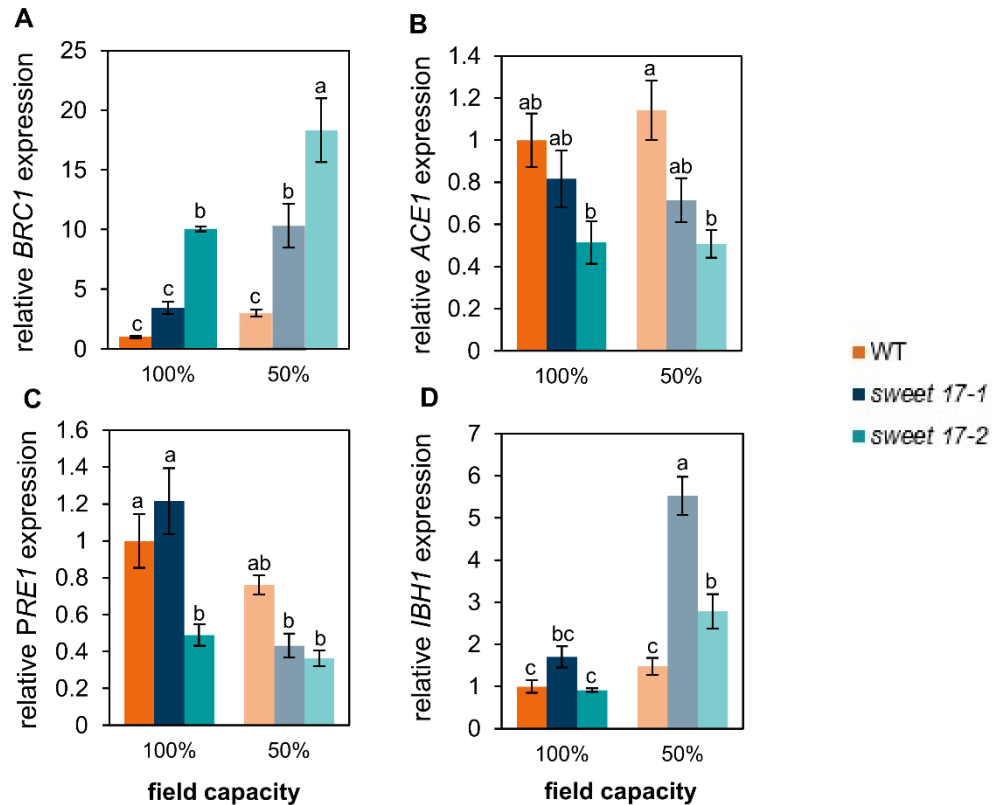 A
relative BRC1 expression
25
20
15
10
5
0
c
c
b
c
b
a
100%
50%
B
relative ACE1 expression
1.4
1.2
1
0.8
0.6
0.4
0.2
0
ab
ab
b
a
ab
b
100%
50%
WT
sweet 17-1
sweet 17-2
C
relative PRE1 expression
1.6
1.4
1.2
1
0.8
0.6
0.4
0.2
0
a
a
b
ab
b
b
100%
50%
field capacity
D
relative IBH1 expression
7
6
5
4
3
2
1
0
c
bc
c
c
a
b
100%
50%
field capacity